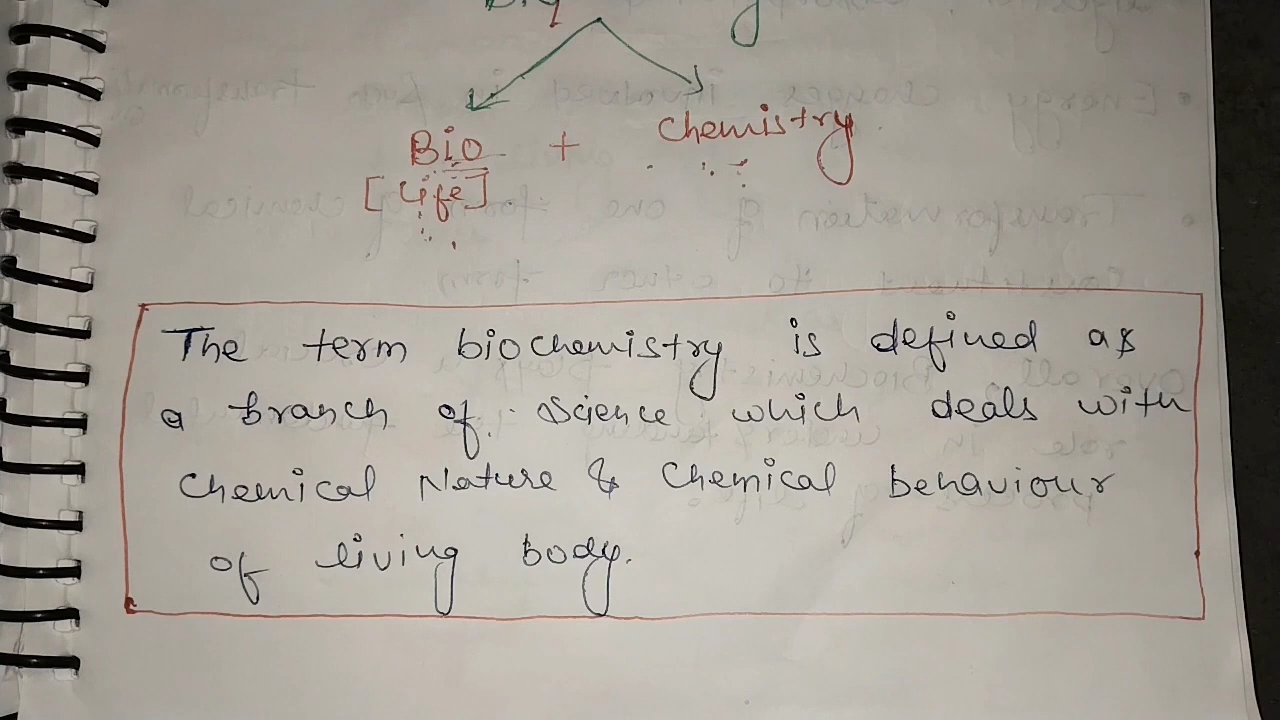 Bio + Chemistry
[Life]
The term biochemistry is defined as
a branch of science which deals with
Chemical Nature & Chemical behaviour
of living body.